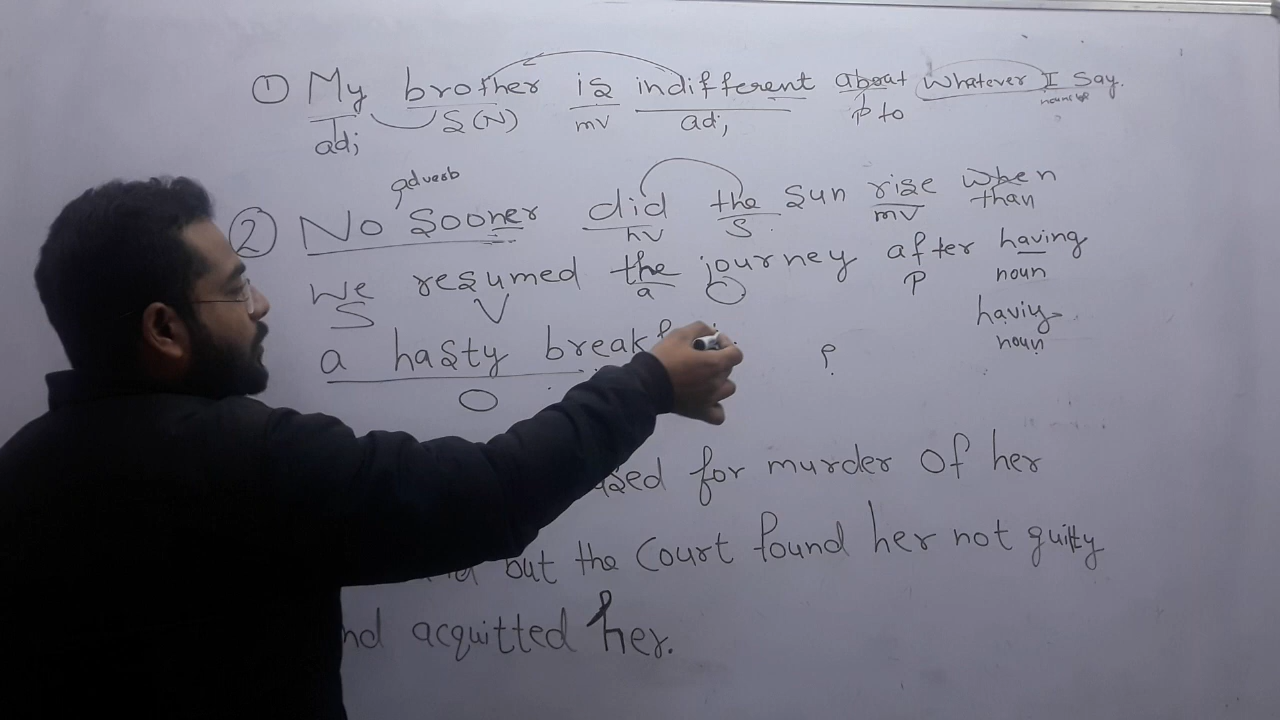 ① My brother is indifferent about whatever I say.
adj S(N) mv adj, p to noun
adverb
② No sooner did the sun rise when
hv S mv than
we resumed the journey after having
S V a O p noun
having
a hasty break
noun
O
for murder of her
but the Court found her not guilty
acquitted her.